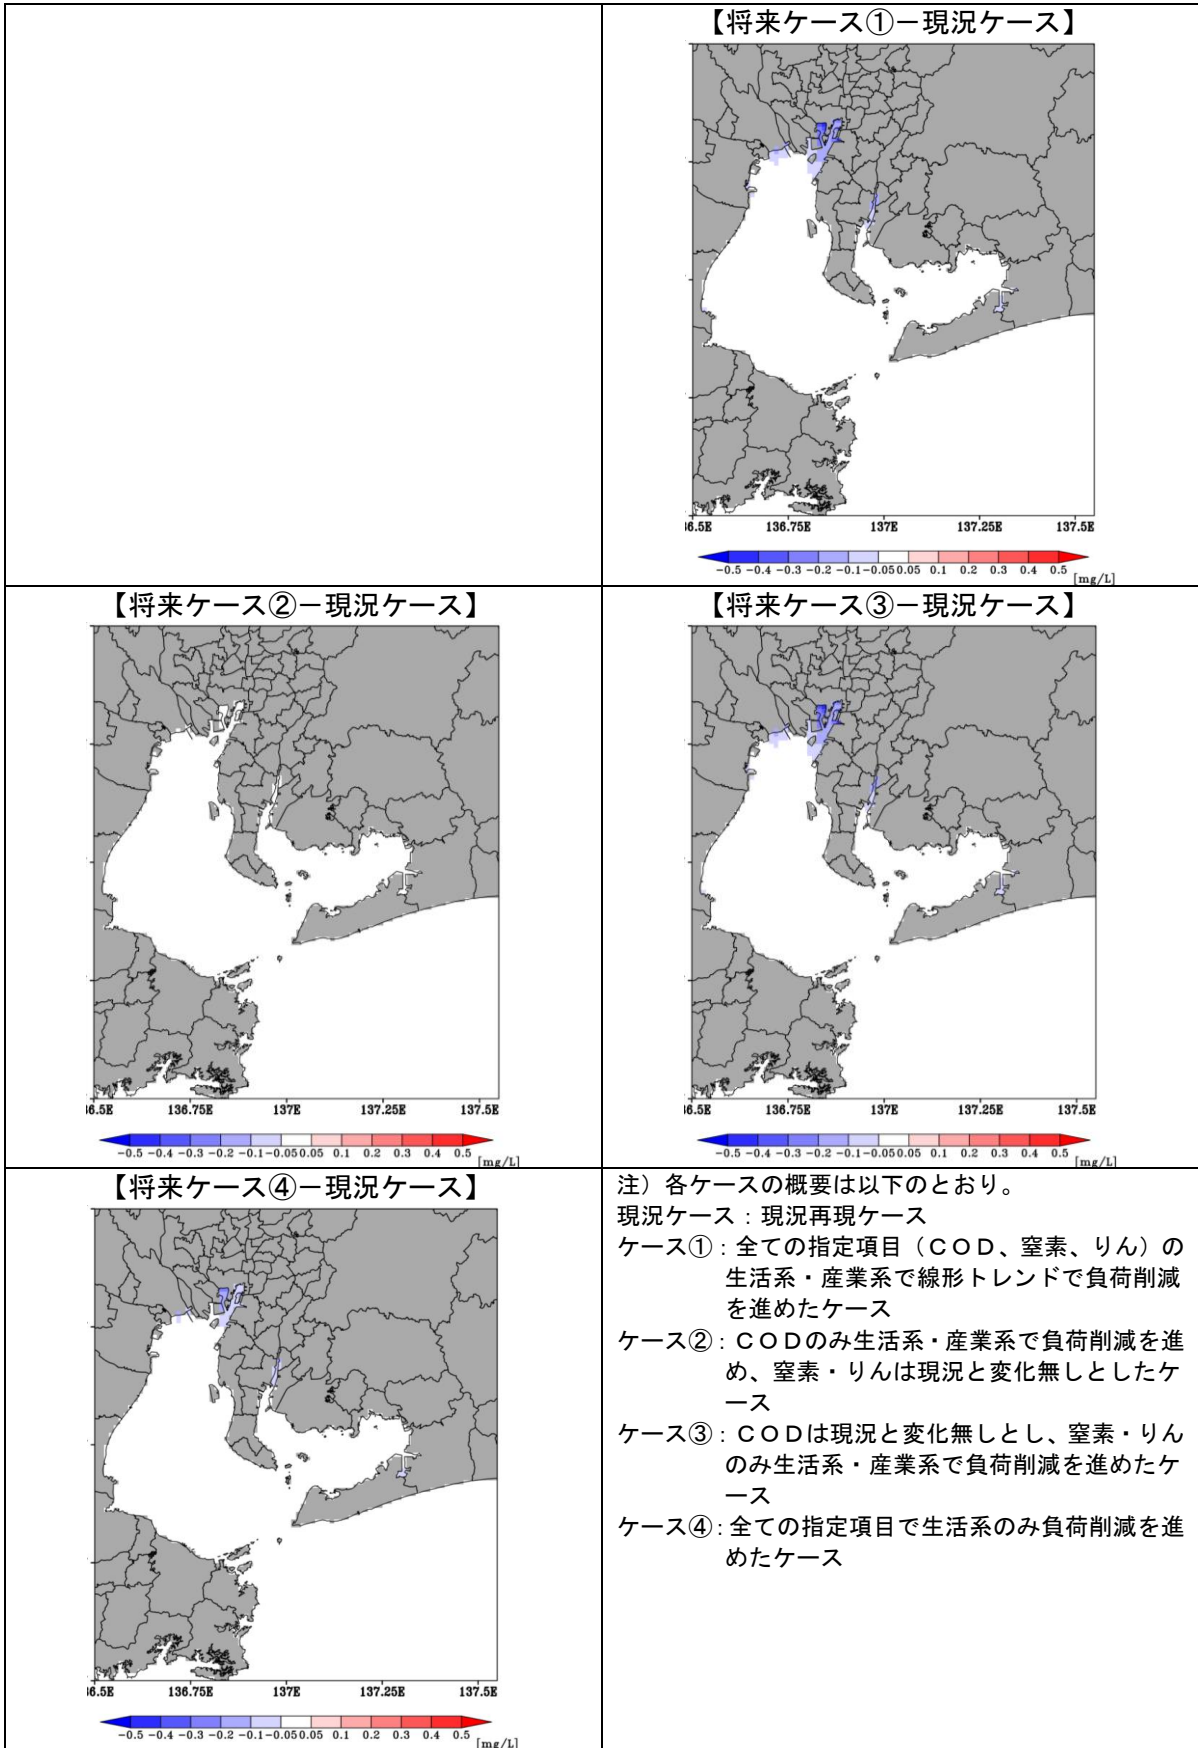 【将来ケース①－現況ケース】
36.5E 136.75E 137E 137.25E 137.5E
-0.5 -0.4 -0.3 -0.2 -0.1 -0.05 0.05 0.1 0.2 0.3 0.4 0.5
[mg/L]
【将来ケース②－現況ケース】
36.5E 136.75E 137E 137.25E 137.5E
-0.5 -0.4 -0.3 -0.2 -0.1 -0.05 0.05 0.1 0.2 0.3 0.4 0.5
[mg/L]
【将来ケース③－現況ケース】
36.5E 136.75E 137E 137.25E 137.5E
-0.5 -0.4 -0.3 -0.2 -0.1 -0.05 0.05 0.1 0.2 0.3 0.4 0.5
[mg/L]
【将来ケース④－現況ケース】
36.5E 136.75E 137E 137.25E 137.5E
-0.5 -0.4 -0.3 -0.2 -0.1 -0.05 0.05 0.1 0.2 0.3 0.4 0.5
[mg/L]
注）各ケースの概要は以下のとおり。
現況ケース：現況再現ケース
ケース①：全ての指定項目（ＣＯＤ、窒素、りん）の
生活系・産業系で線形トレンドで負荷削減
を進めたケース
ケース②：ＣＯＤのみ生活系・産業系で負荷削減を進
め、窒素・りんは現況と変化無しとしたケ
ース
ケース③：ＣＯＤは現況と変化無しとし、窒素・りん
のみ生活系・産業系で負荷削減を進めたケ
ース
ケース④：全ての指定項目で生活系のみ負荷削減を進
めたケース